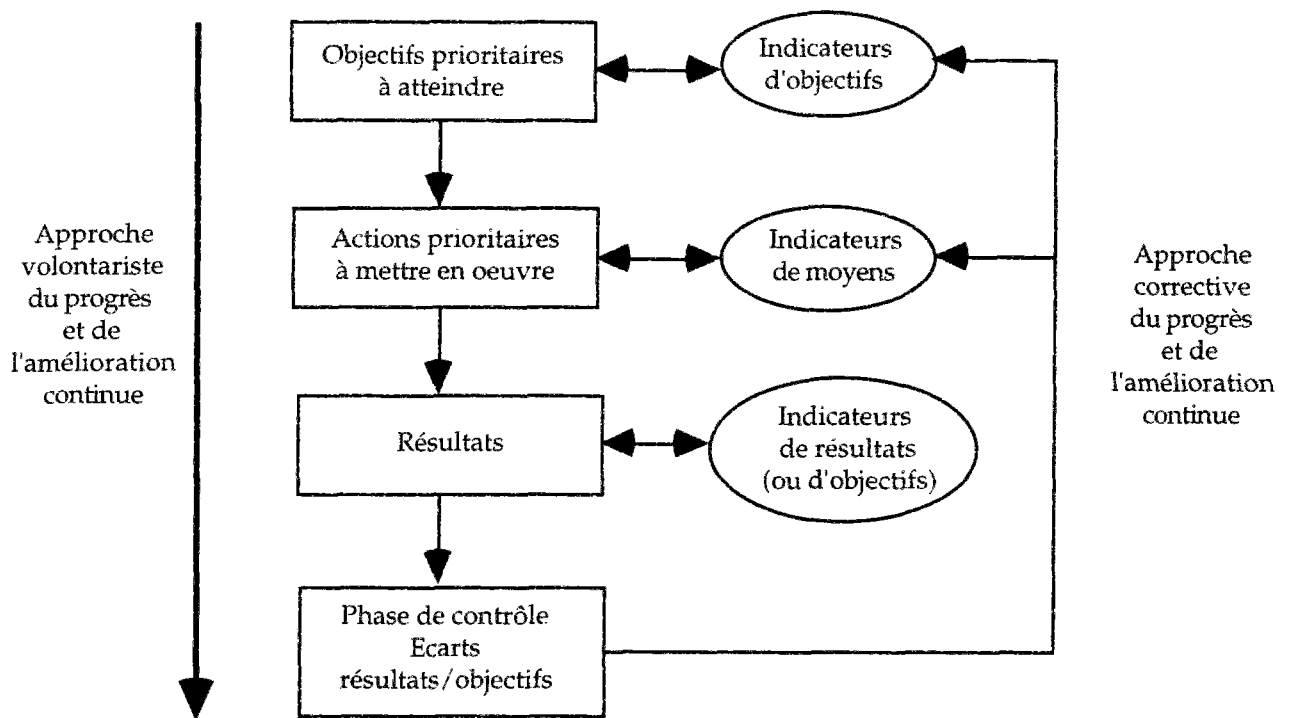 Objectifs prioritaires
à atteindre
Indicateurs
d'objectifs
Actions prioritaires
à mettre en oeuvre
Indicateurs
de moyens
Approche
volontariste
du progrès
et de
l'amélioration
continue
Approche
corrective
du progrès
et de
l'amélioration
continue
Résultats
Indicateurs
de résultats
(ou d'objectifs)
Phase de contrôle
Ecarts
résultats/objectifs